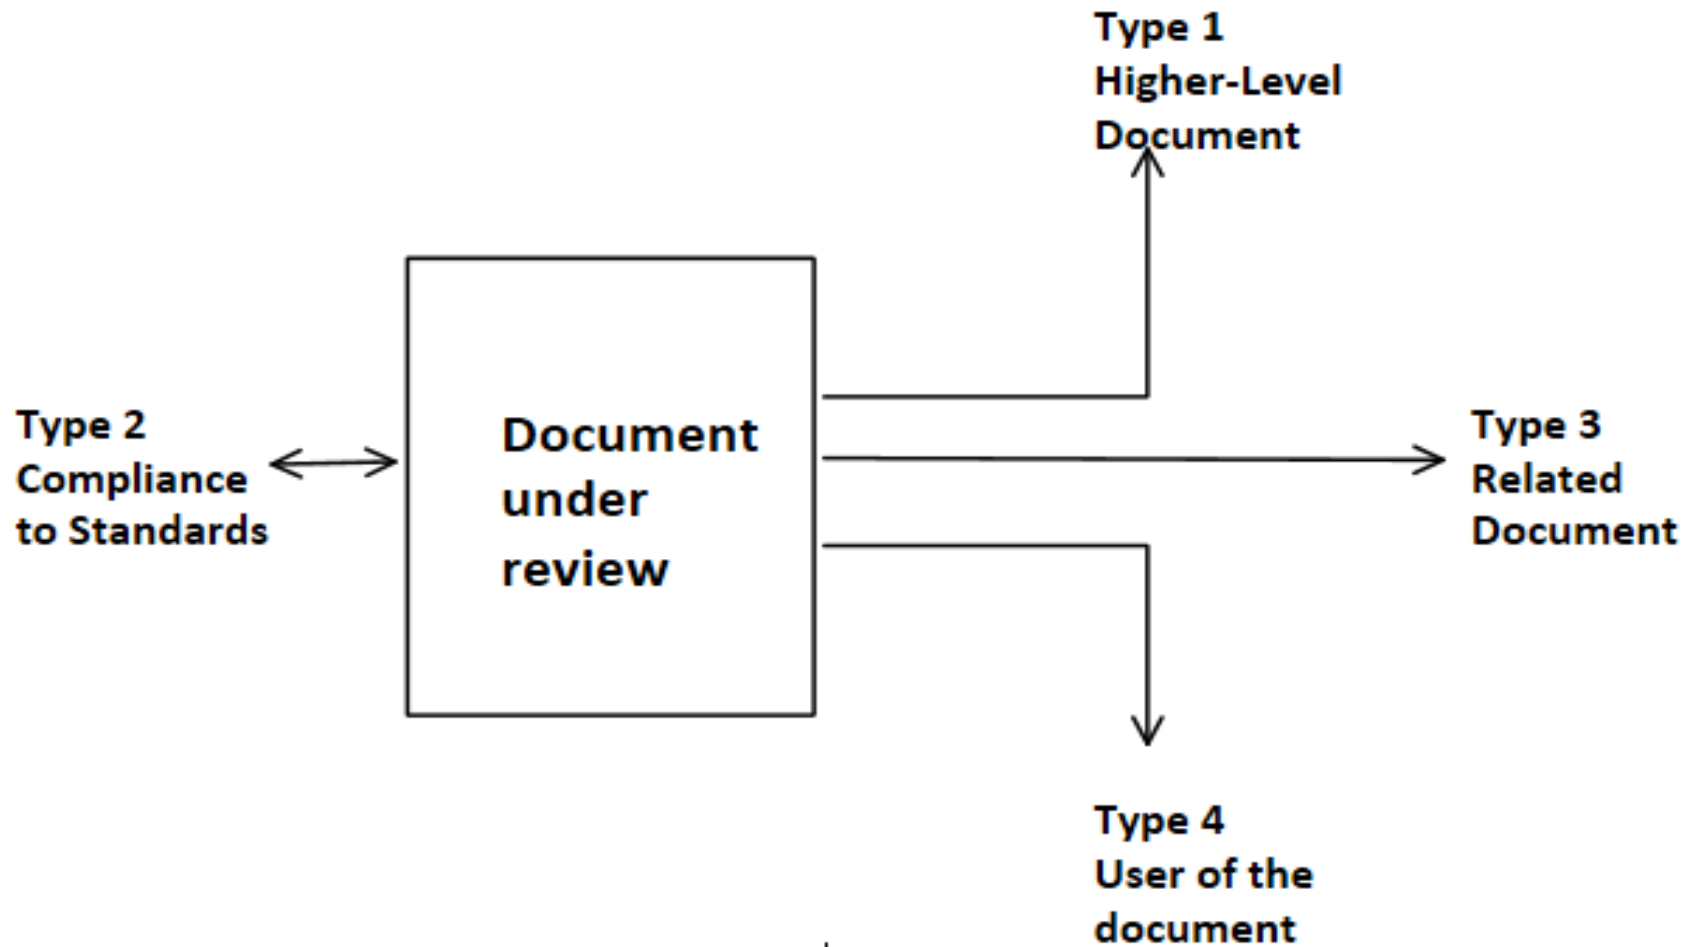 Type 1
Higher-Level
Document
Type 2
Compliance
to Standards
Document
under
review
Type 3
Related
Document
Type 4
User of the
document